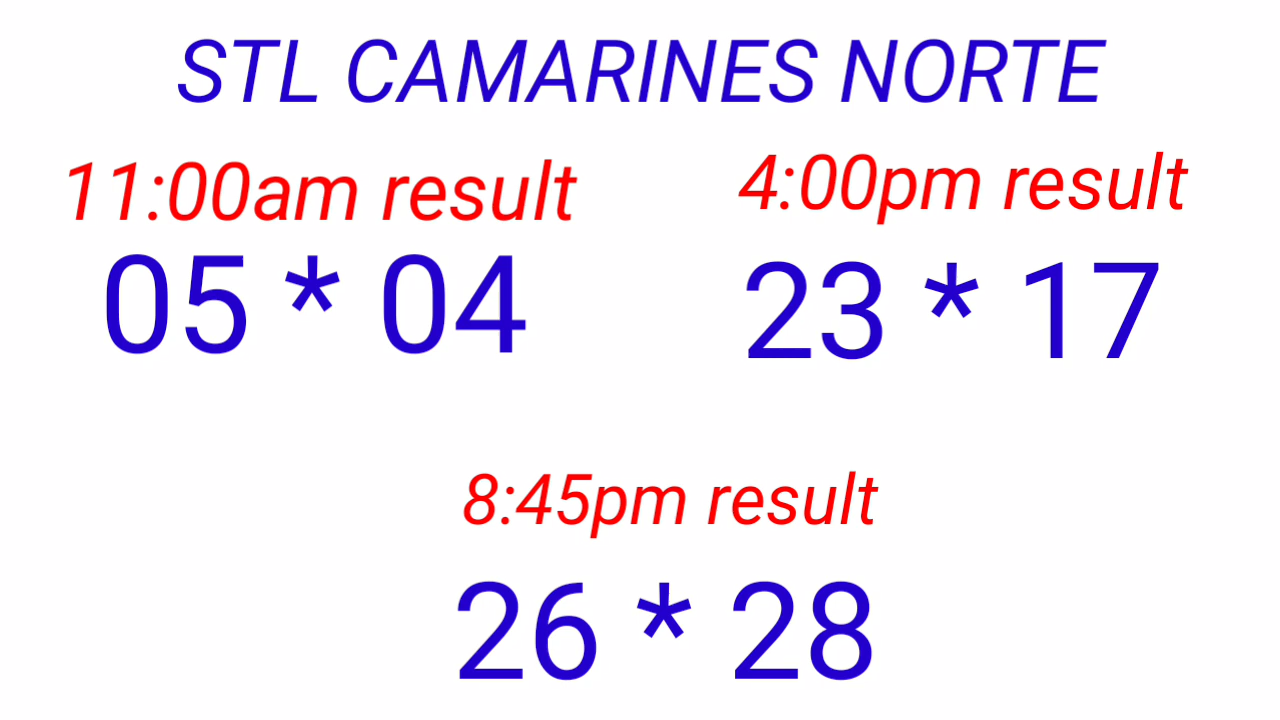 STL CAMARINES NORTE
11:00am result
05 * 04
4:00pm result
23 * 17
8:45pm result
26 * 28